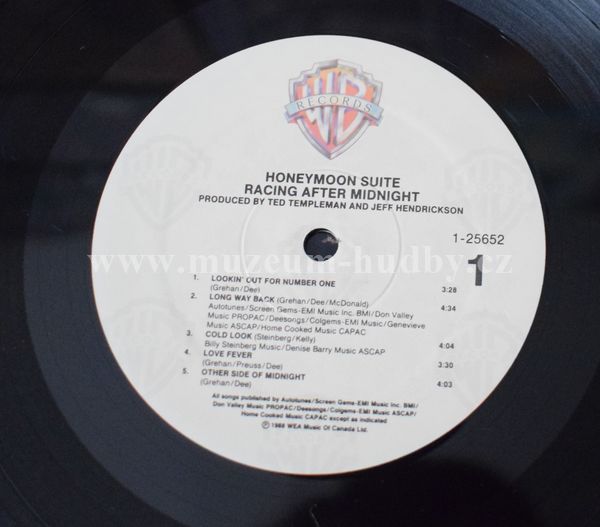 WB
RECORDS
HONEYMOON SUITE
RACING AFTER MIDNIGHT
PRODUCED BY TED TEMPLEMAN AND JEFF HENDRICKSON
1-25652
1
www.muzeum-hudby.cz
1. LOOKIN' OUT FOR NUMBER ONE
(Grehan/Dee) 3:28
2. LONG WAY BACK (Grehan/Dee/McDonald) 4:34
Autotunes/Screen Gems-EMI Music Inc. BMI/Don Valley
Music PROPAC/Deesongs/Colgems-EMI Music/Genevieve
Music ASCAP/Home Cooked Music CAPAC
3. COLD LOOK (Steinberg/Kelly) 4:04
Billy Steinberg Music/Denise Barry Music ASCAP
4. LOVE FEVER 3:30
(Grehan/Preuss/Dee)
5. OTHER SIDE OF MIDNIGHT 4:03
(Grehan/Dee)
All songs published by Autotunes/Screen Gems-EMI Music Inc. BMI/
Don Valley Music PROPAC/Deesongs/Colgems-EMI Music ASCAP/
Home Cooked Music CAPAC except as indicated
℗ 1988 WEA Music Of Canada Ltd.